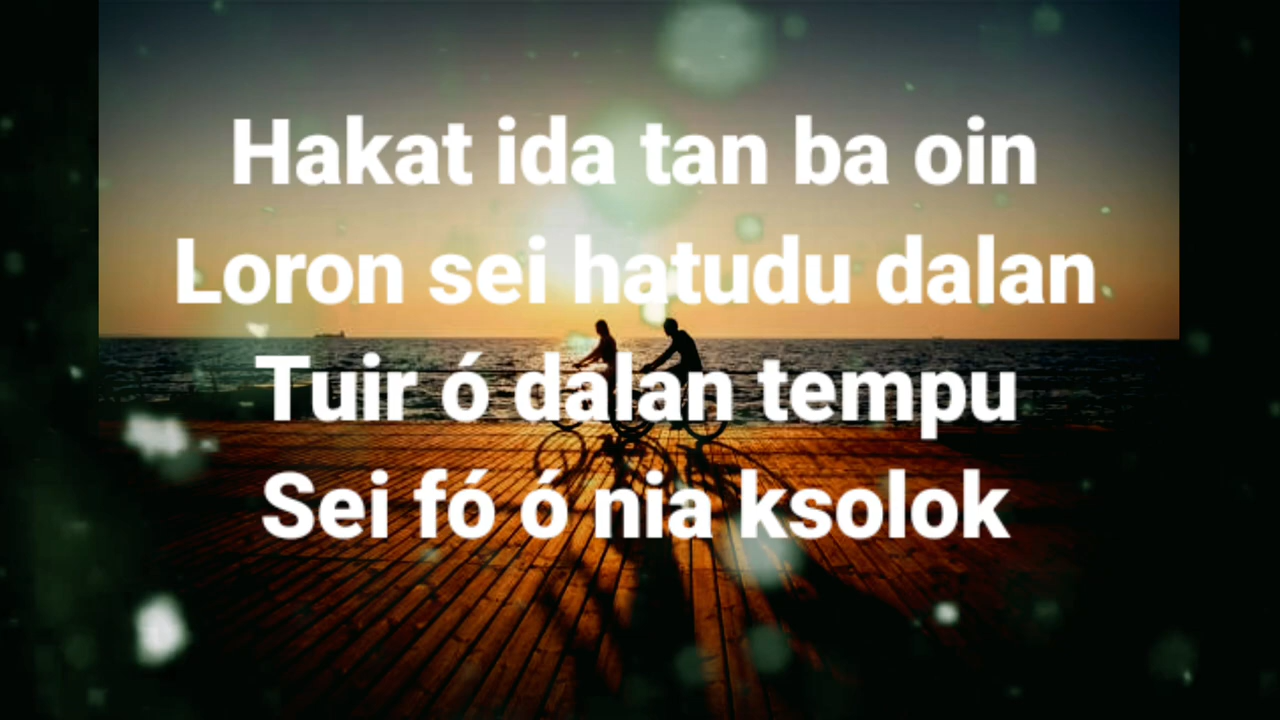 Hakat ida tan ba oin
Loron sei hatudu dalan
Tuir ó dalan tempu
Sei fó ó nia ksolok